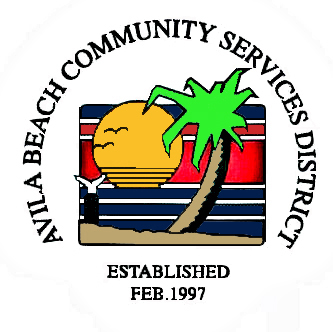 AVILA BEACH COMMUNITY SERVICES DISTRICT
ESTABLISHED
FEB.1997